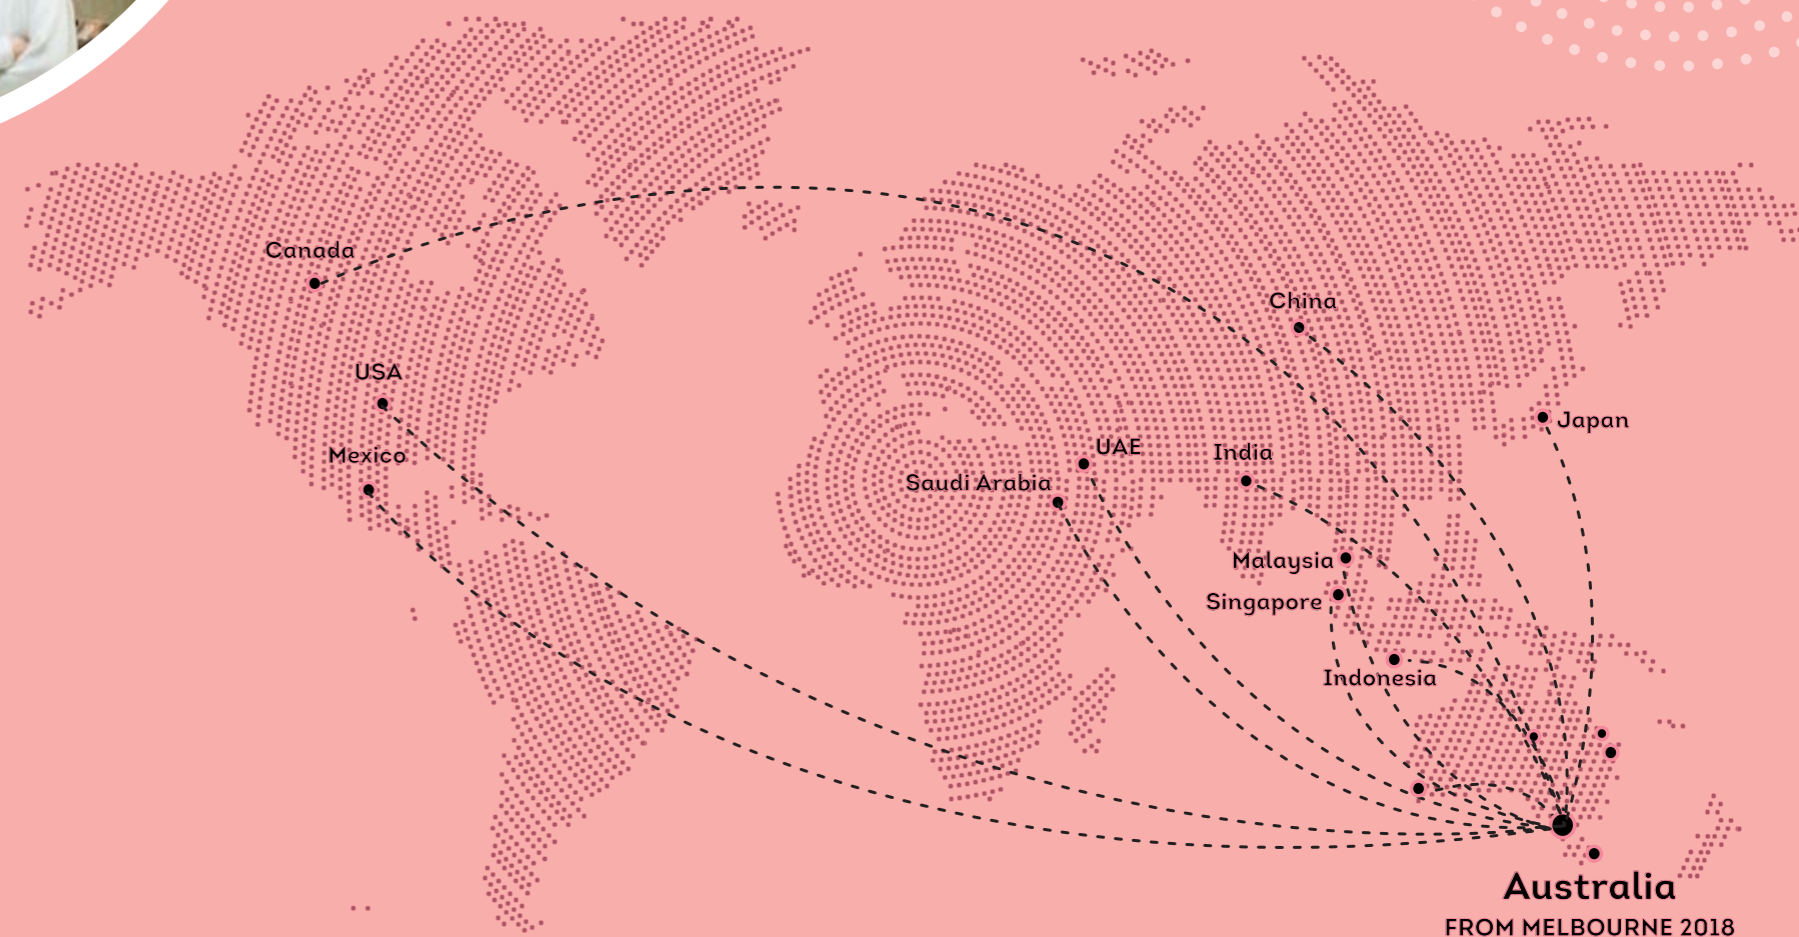 Canada
China
USA
Japan
UAE
India
Mexico
Saudi Arabia
Malaysia
Singapore
Indonesia
Australia
FROM MELBOURNE 2018